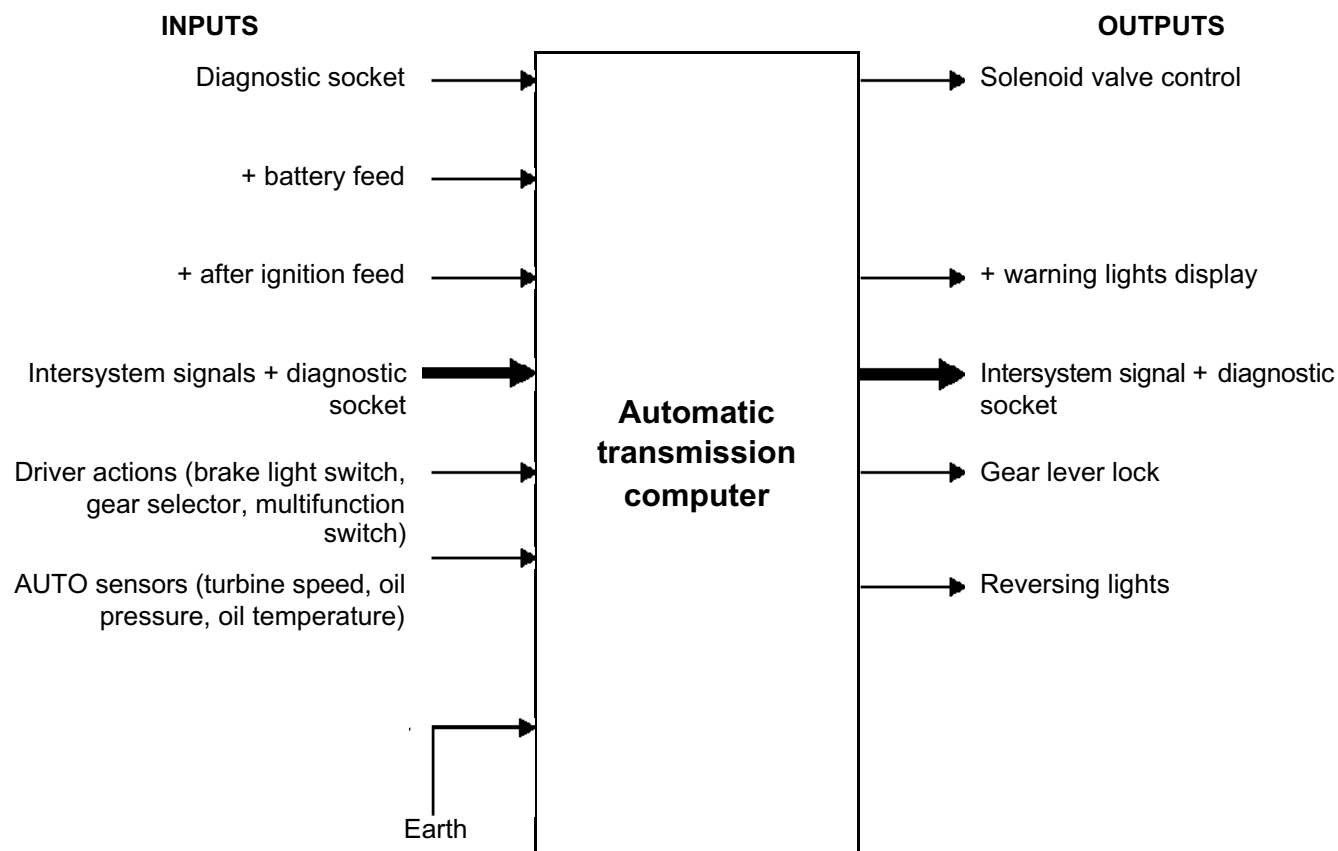 INPUTS
Diagnostic socket
+ battery feed
+ after ignition feed
Intersystem signals + diagnostic
socket
Driver actions (brake light switch,
gear selector, multifunction
switch)
AUTO sensors (turbine speed, oil
pressure, oil temperature)
Earth
Automatic
transmission
computer
OUTPUTS
Solenoid valve control
+ warning lights display
Intersystem signal + diagnostic
socket
Gear lever lock
Reversing lights